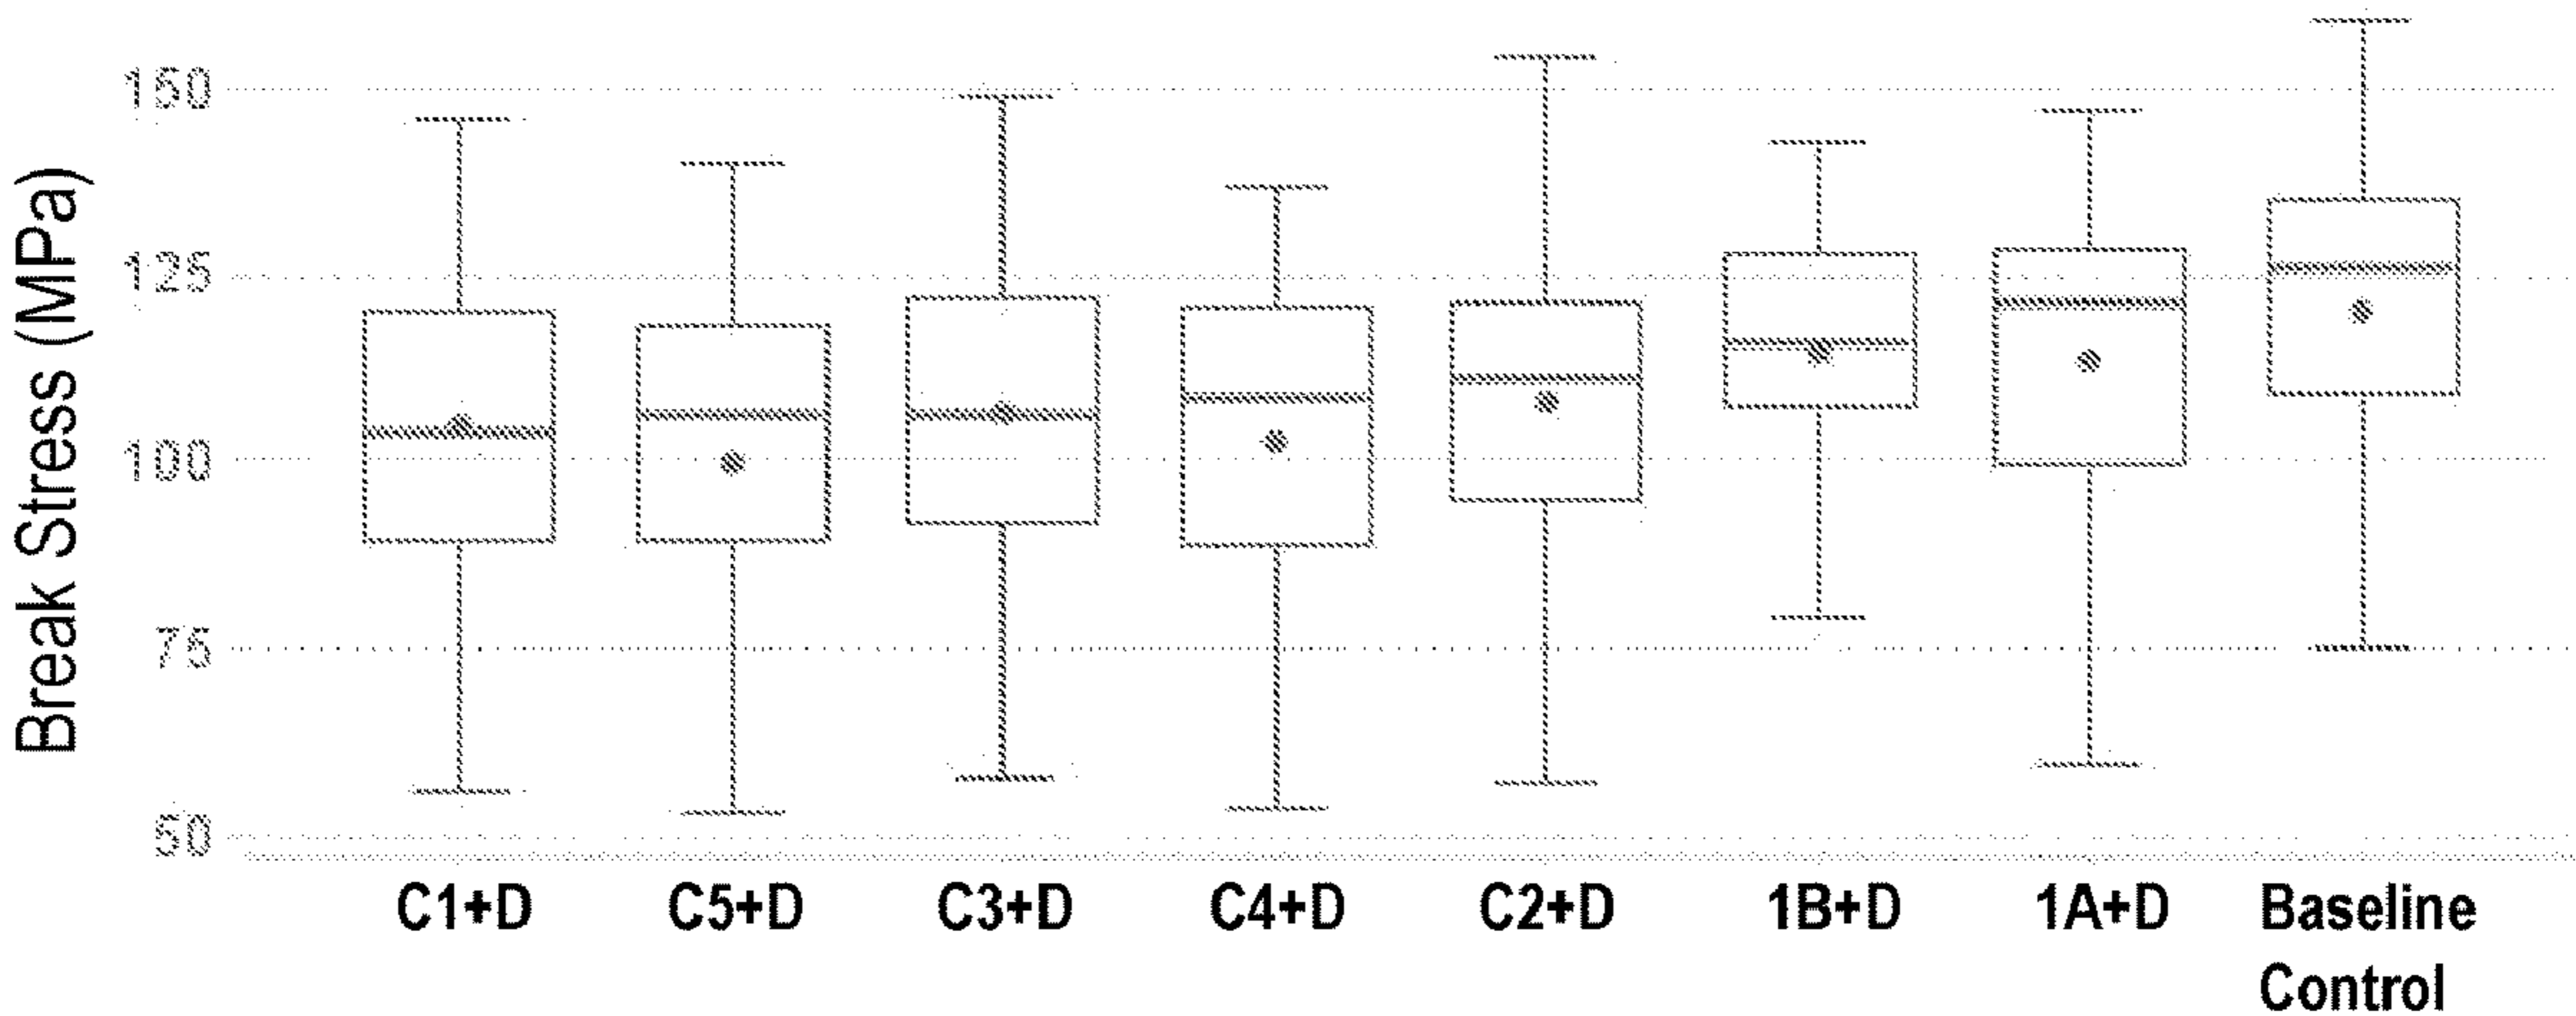 Break Stress (MPa)
150
125
100
75
50
C1+D C5+D C3+D C4+D C2+D 1B+D 1A+D Baseline
Control